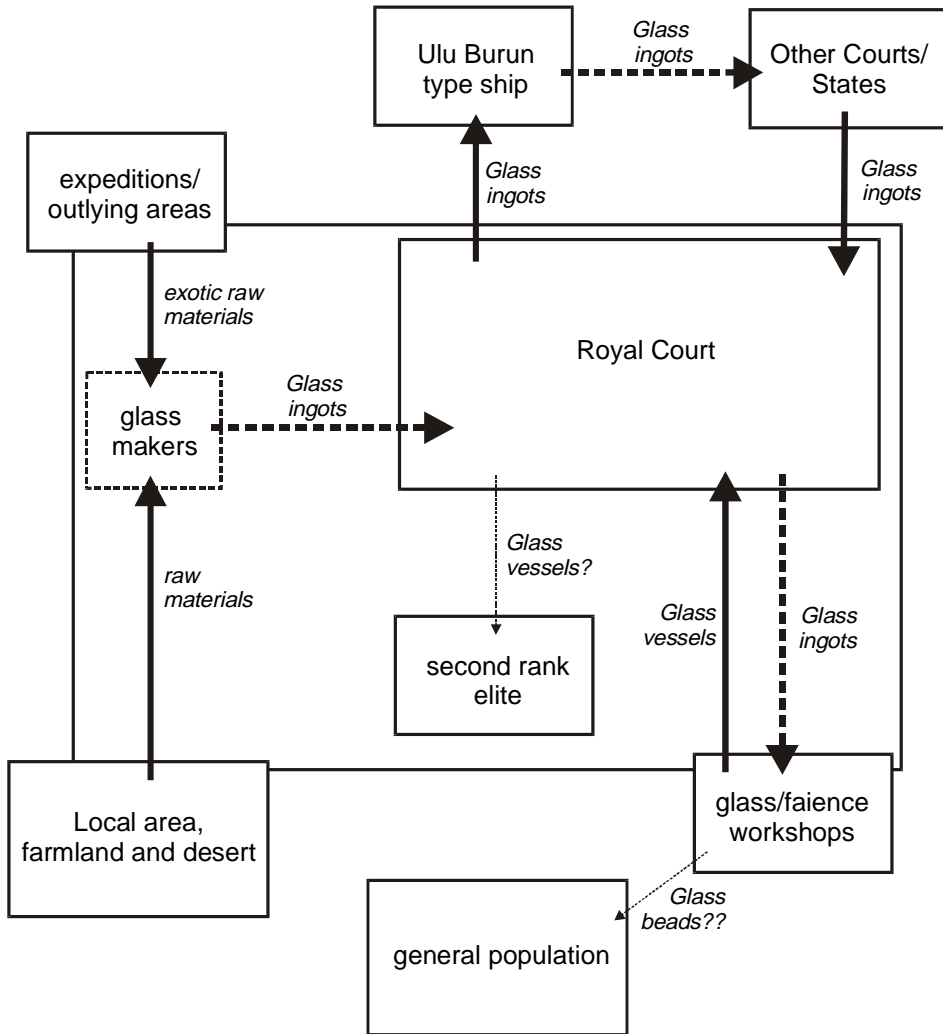 Ulu Burun
type ship
Glass
ingots
Other Courts/
States
expeditions/
outlying areas
Glass
ingots
Glass
ingots
exotic raw
materials
Royal Court
glass
makers
Glass
ingots
raw
materials
Glass
vessels?
second rank
elite
Glass
vessels
Glass
ingots
Local area,
farmland and desert
glass/faience
workshops
Glass
beads??
general population